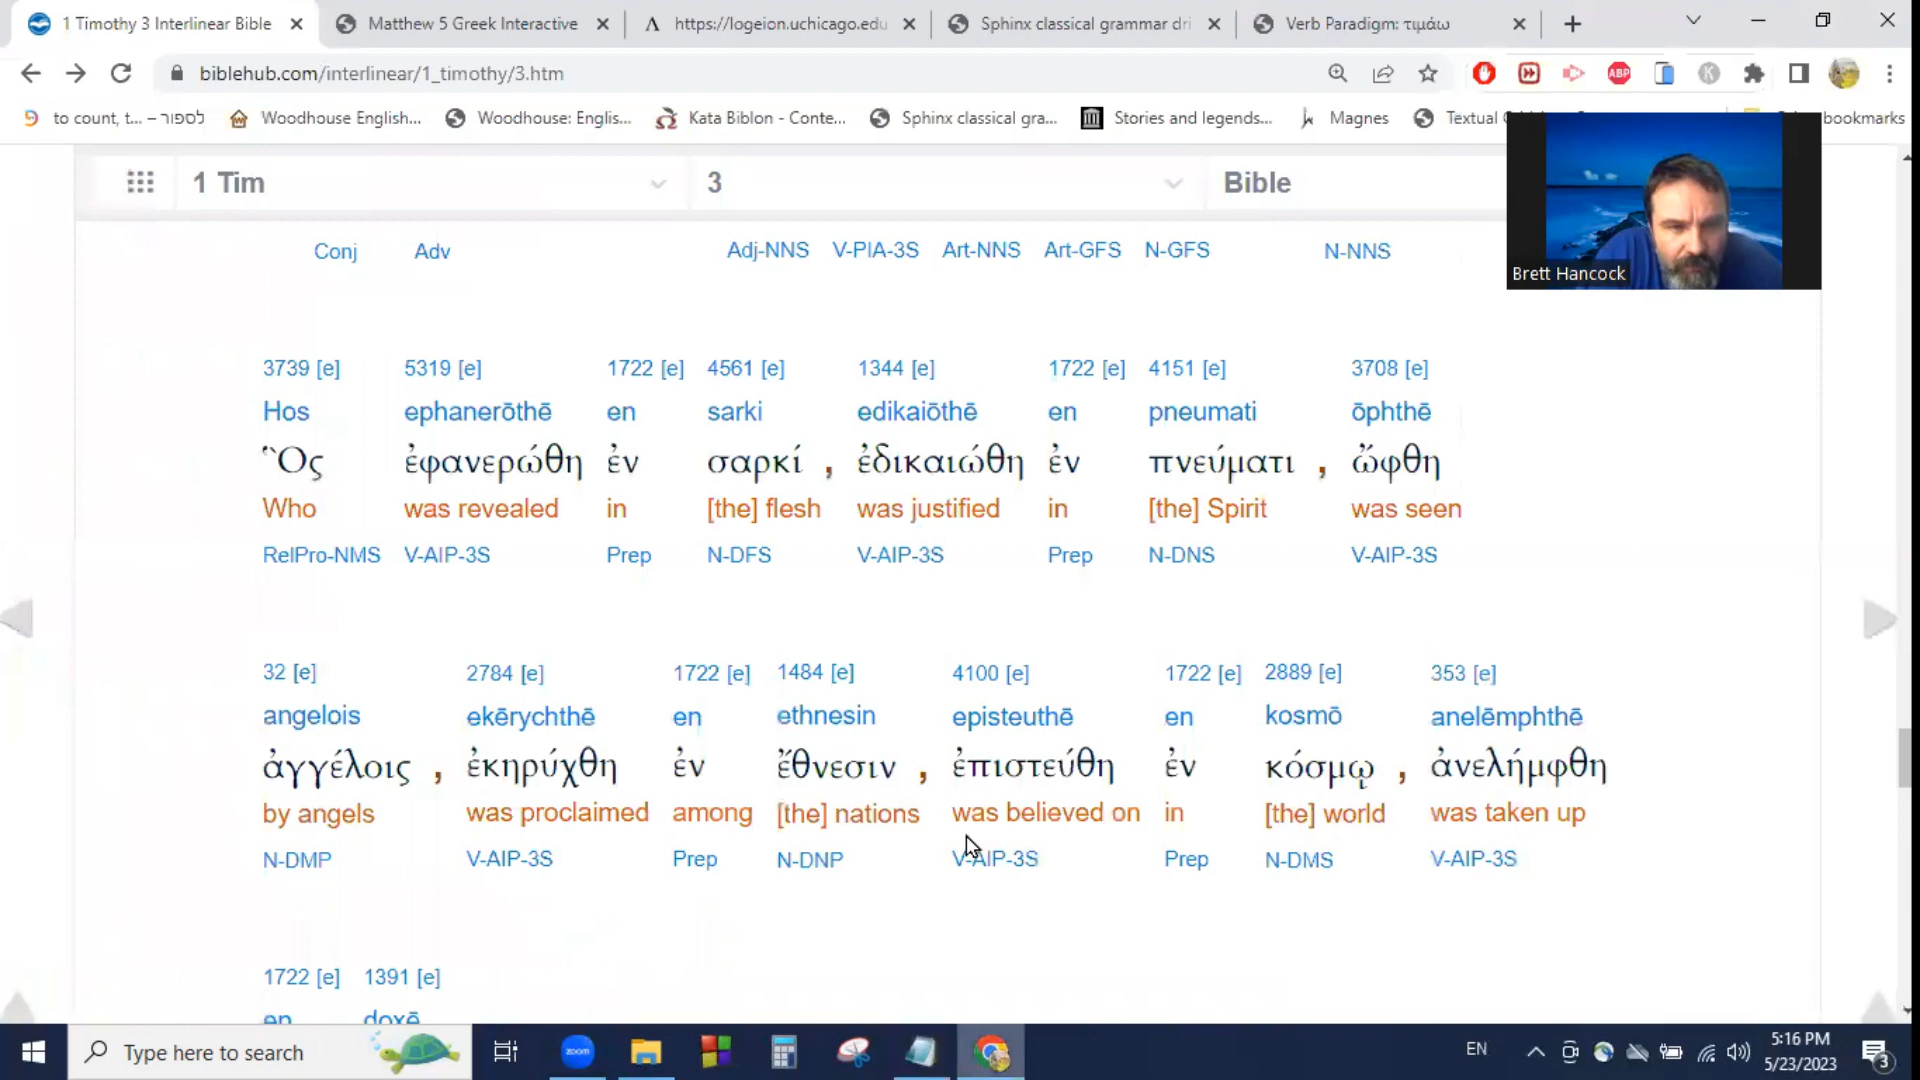 1 Timothy 3 Interlinear Bible
Matthew 5 Greek Interactive
https://logeion.uchicago.edu
Sphinx classical grammar dri
Verb Paradigm: τιμάω
biblehub.com/interlinear/1_timothy/3.htm
to count, t... – לספור
Woodhouse English...
Woodhouse: Englis...
Kata Biblon - Conte...
Sphinx classical gra...
Stories and legends...
Magnes
Textual
bookmarks
1 Tim 3 Bible
Brett Hancock
Conj Adv Adj-NNS V-PIA-3S Art-NNS Art-GFS N-GFS N-NNS
3739 [e] 5319 [e] 1722 [e] 4561 [e] 1344 [e] 1722 [e] 4151 [e] 3708 [e]
Hos ephanerōthē en sarki edikaiōthē en pneumati ōphthē
Ὃς ἐφανερώθη ἐν σαρκί , ἐδικαιώθη ἐν πνεύματι , ὤφθη
Who was revealed in [the] flesh was justified in [the] Spirit was seen
RelPro-NMS V-AIP-3S Prep N-DFS V-AIP-3S Prep N-DNS V-AIP-3S
32 [e] 2784 [e] 1722 [e] 1484 [e] 4100 [e] 1722 [e] 2889 [e] 353 [e]
angelois ekērychthē en ethnesin episteuthē en kosmō anelēmphthē
ἀγγέλοις , ἐκηρύχθη ἐν ἔθνεσιν , ἐπιστεύθη ἐν κόσμῳ , ἀνελήμφθη
by angels was proclaimed among [the] nations was believed on in [the] world was taken up
N-DMP V-AIP-3S Prep N-DNP V-AIP-3S Prep N-DMS V-AIP-3S
1722 [e] 1391 [e]
en doxē
Type here to search
zoom
EN
5:16 PM
5/23/2023
3